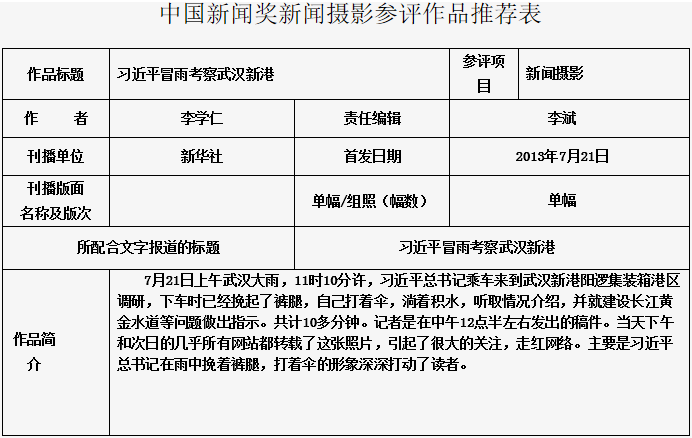 中国新闻奖新闻摄影参评作品推荐表
作品标题 习近平冒雨考察武汉新港 参评项目 新闻摄影
作 者 李学仁 责任编辑 李斌
刊播单位 新华社 首发日期 2013年7月21日
刊播版面
名称及版次 单幅/组照（幅数） 单幅
所配合文字报道的标题 习近平冒雨考察武汉新港
作品简
介
7月21日上午武汉大雨，11时10分许，习近平总书记乘车来到武汉新港阳逻集装箱港区
调研，下车时已经挽起了裤腿，自己打着伞，淌着积水，听取情况介绍，并就建设长江黄
金水道等问题做出指示。共计10多分钟。记者是在中午12点半左右发出的稿件。当天下午
和次日的几乎所有网站都转载了这张照片，引起了很大的关注，走红网络。主要是习近平
总书记在雨中挽着裤腿，打着伞的形象深深打动了读者。